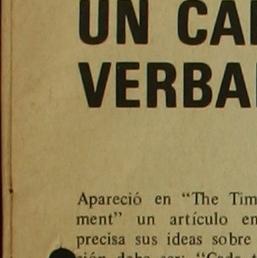 UN CA
VERBA
Apareció en "The Tim
ment" un artículo en
precisa sus ideas sobre
ción debe ser: "Cada t